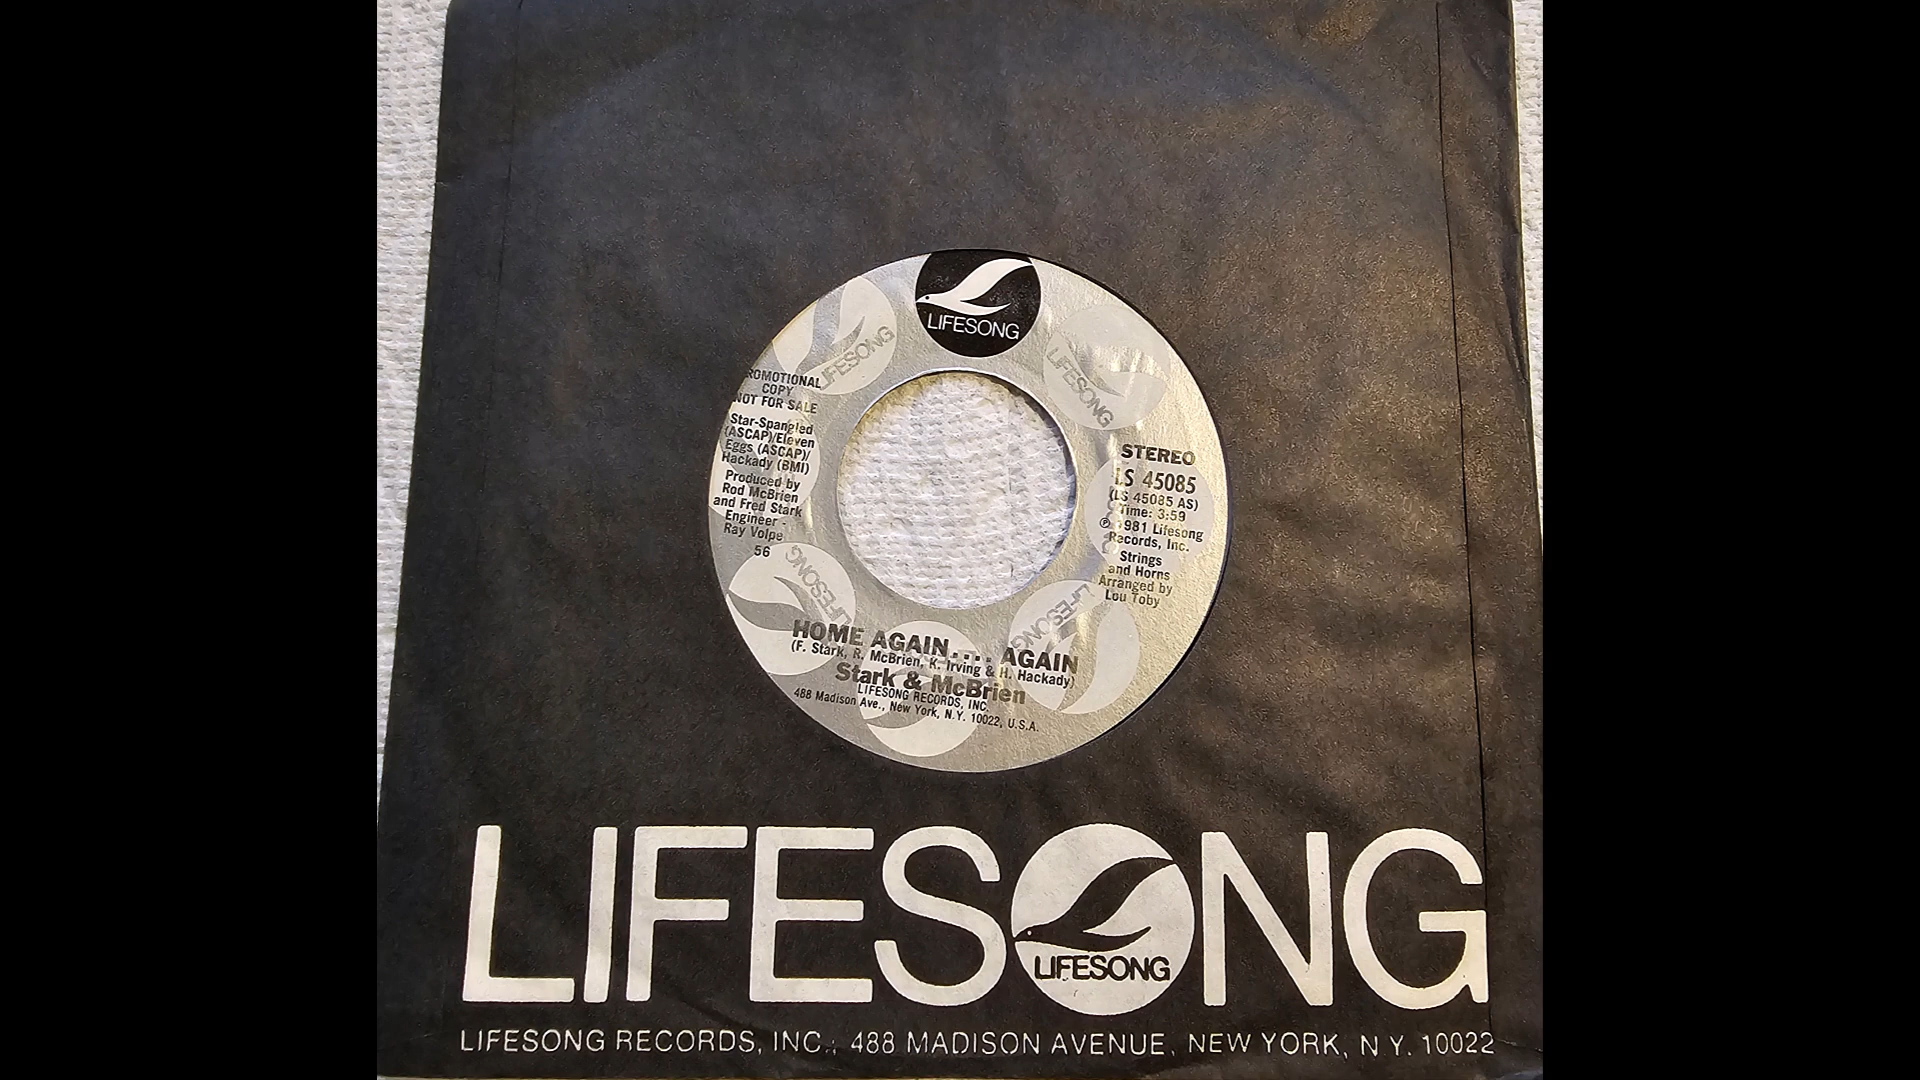 LIFESONG
LIFESONG
LIFESONG
ROMOTIONAL
COPY
NOT FOR SALE
Star-Spangled
(ASCAP)/Eleven
Eggs (ASCAP)/
Hackady (BMI)
Produced by
Rod McBrien
and Fred Stark
Engineer -
Ray Volpe
56
STEREO
LS 45085
(LS 45085 AS)
Time: 3:59
℗ 1981 Lifesong
Records, Inc.
Strings
and Horns
Arranged by
Lou Toby
LIFESONG
LIFESONG
HOME AGAIN.... AGAIN
(F. Stark, R. McBrien, K. Irving & H. Hackady)
Stark & McBrien
LIFESONG RECORDS, INC.
488 Madison Ave., New York, N.Y. 10022, U.S.A.
LIFESONG
LIFESONG
LIFESONG RECORDS, INC., 488 MADISON AVENUE, NEW YORK, N.Y. 10022